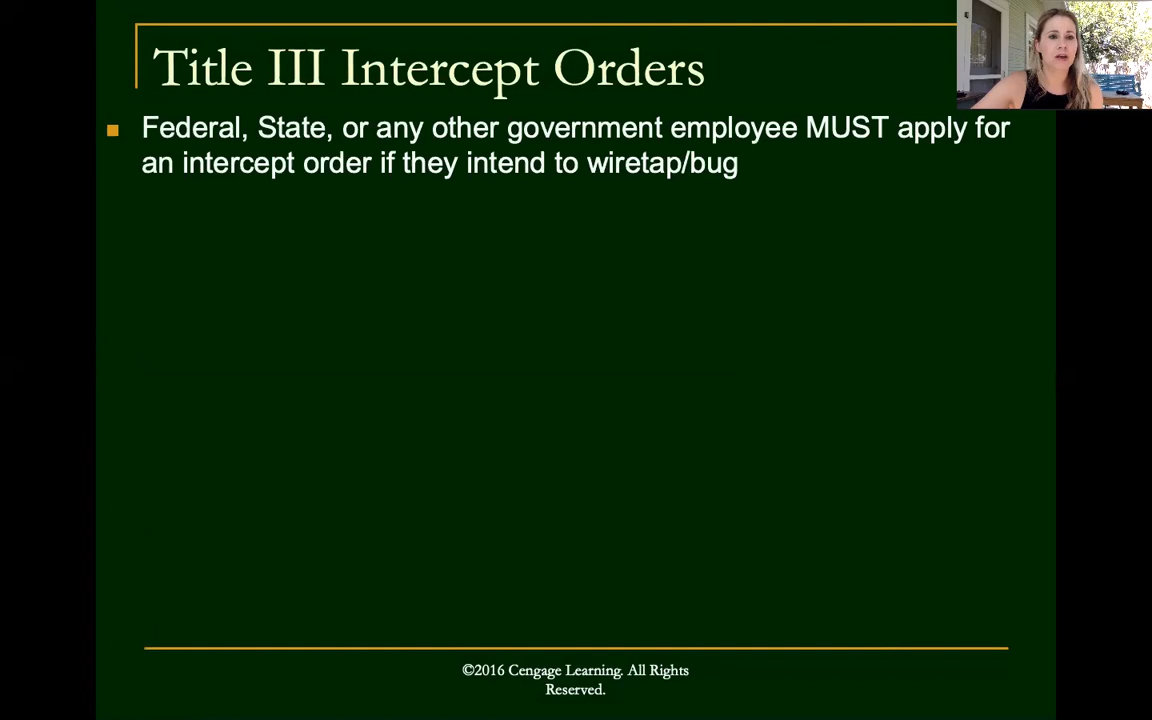 Title III Intercept Orders
Federal, State, or any other government employee MUST apply for
an intercept order if they intend to wiretap/bug
©2016 Cengage Learning. All Rights
Reserved.